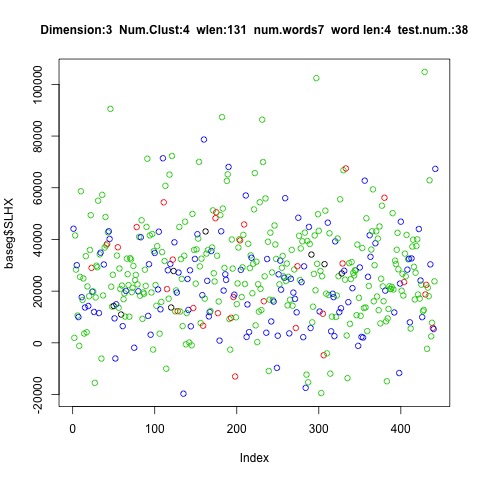 Dimension:3 Num.Clust:4 wlen:131 num.words7 word len:4 test.num.:38
100000
80000
60000
40000
20000
0
-20000
baseg$SLHX
0 100 200 300 400
Index